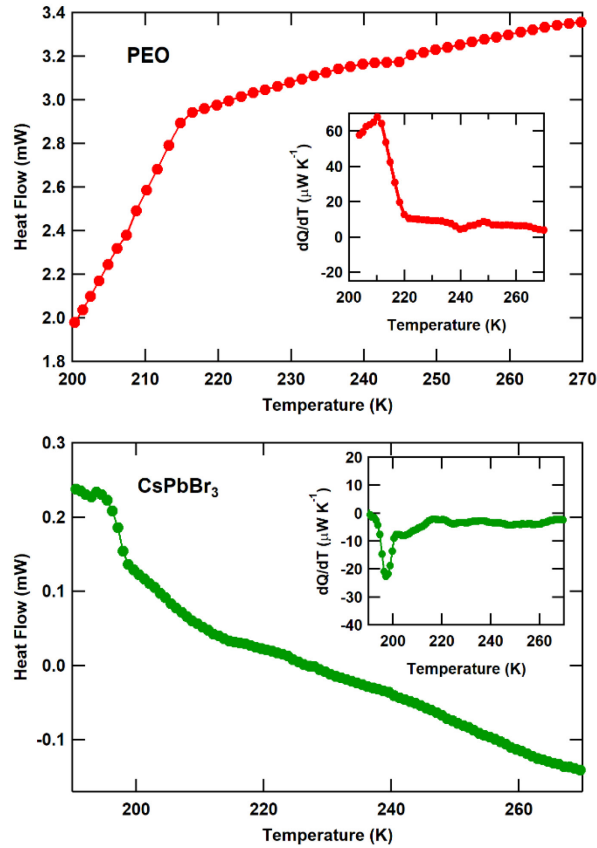 PEO
Heat Flow (mW)
3.4
3.2
3.0
2.8
2.6
2.4
2.2
2.0
1.8
200 210 220 230 240 250 260 270
Temperature (K)
dQ/dT (μW K⁻¹)
60
40
20
0
-20
200 220 240 260
Temperature (K)
CsPbBr₃
Heat Flow (mW)
0.3
0.2
0.1
0.0
-0.1
200 220 240 260
Temperature (K)
dQ/dT (μW K⁻¹)
20
10
0
-10
-20
-30
-40
200 220 240 260
Temperature (K)